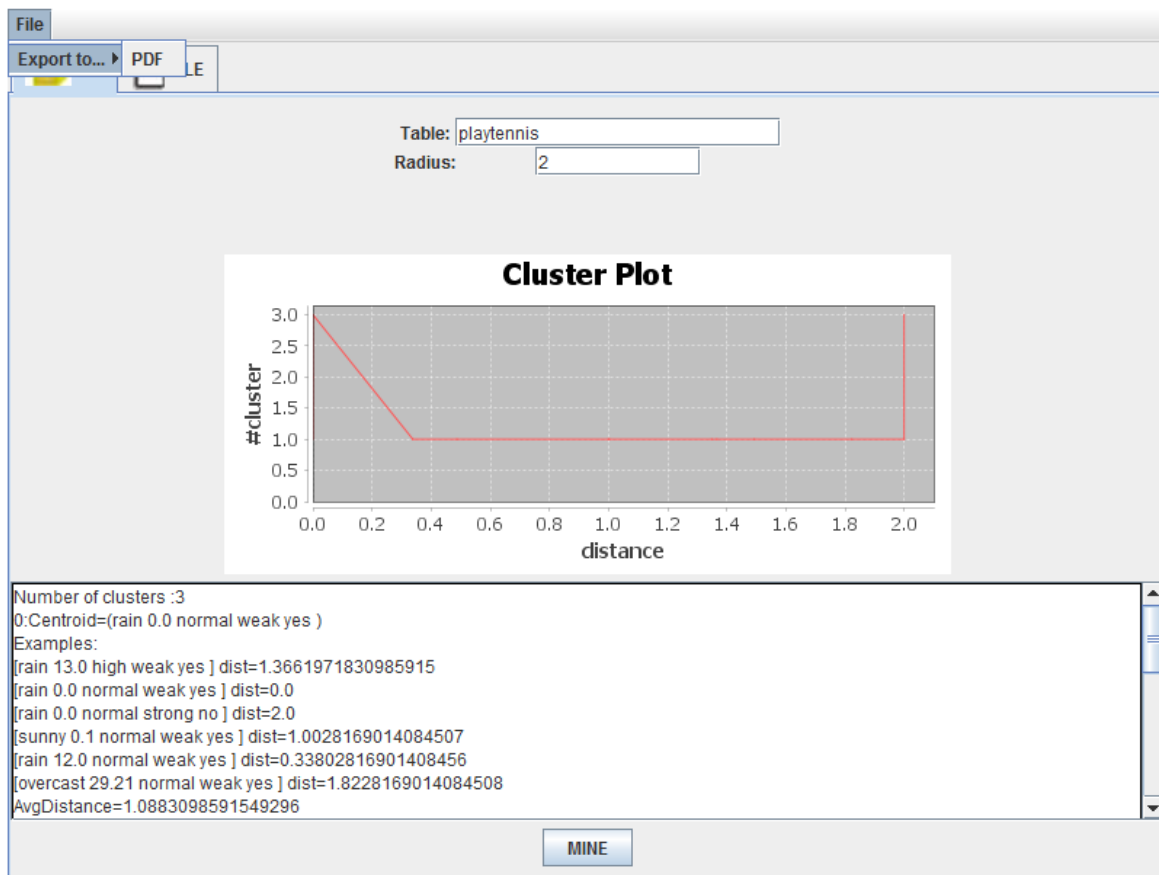 File
Export to... PDF
LE
Table: playtennis
Radius: 2
Cluster Plot
#cluster
3.0
2.5
2.0
1.5
1.0
0.5
0.0
0.0 0.2 0.4 0.6 0.8 1.0 1.2 1.4 1.6 1.8 2.0
distance
Number of clusters :3
0:Centroid=(rain 0.0 normal weak yes )
Examples:
[rain 13.0 high weak yes ] dist=1.3661971830985915
[rain 0.0 normal weak yes ] dist=0.0
[rain 0.0 normal strong no ] dist=2.0
[sunny 0.1 normal weak yes ] dist=1.0028169014084507
[rain 12.0 normal weak yes ] dist=0.33802816901408456
[overcast 29.21 normal weak yes ] dist=1.8228169014084508
AvgDistance=1.0883098591549296
MINE